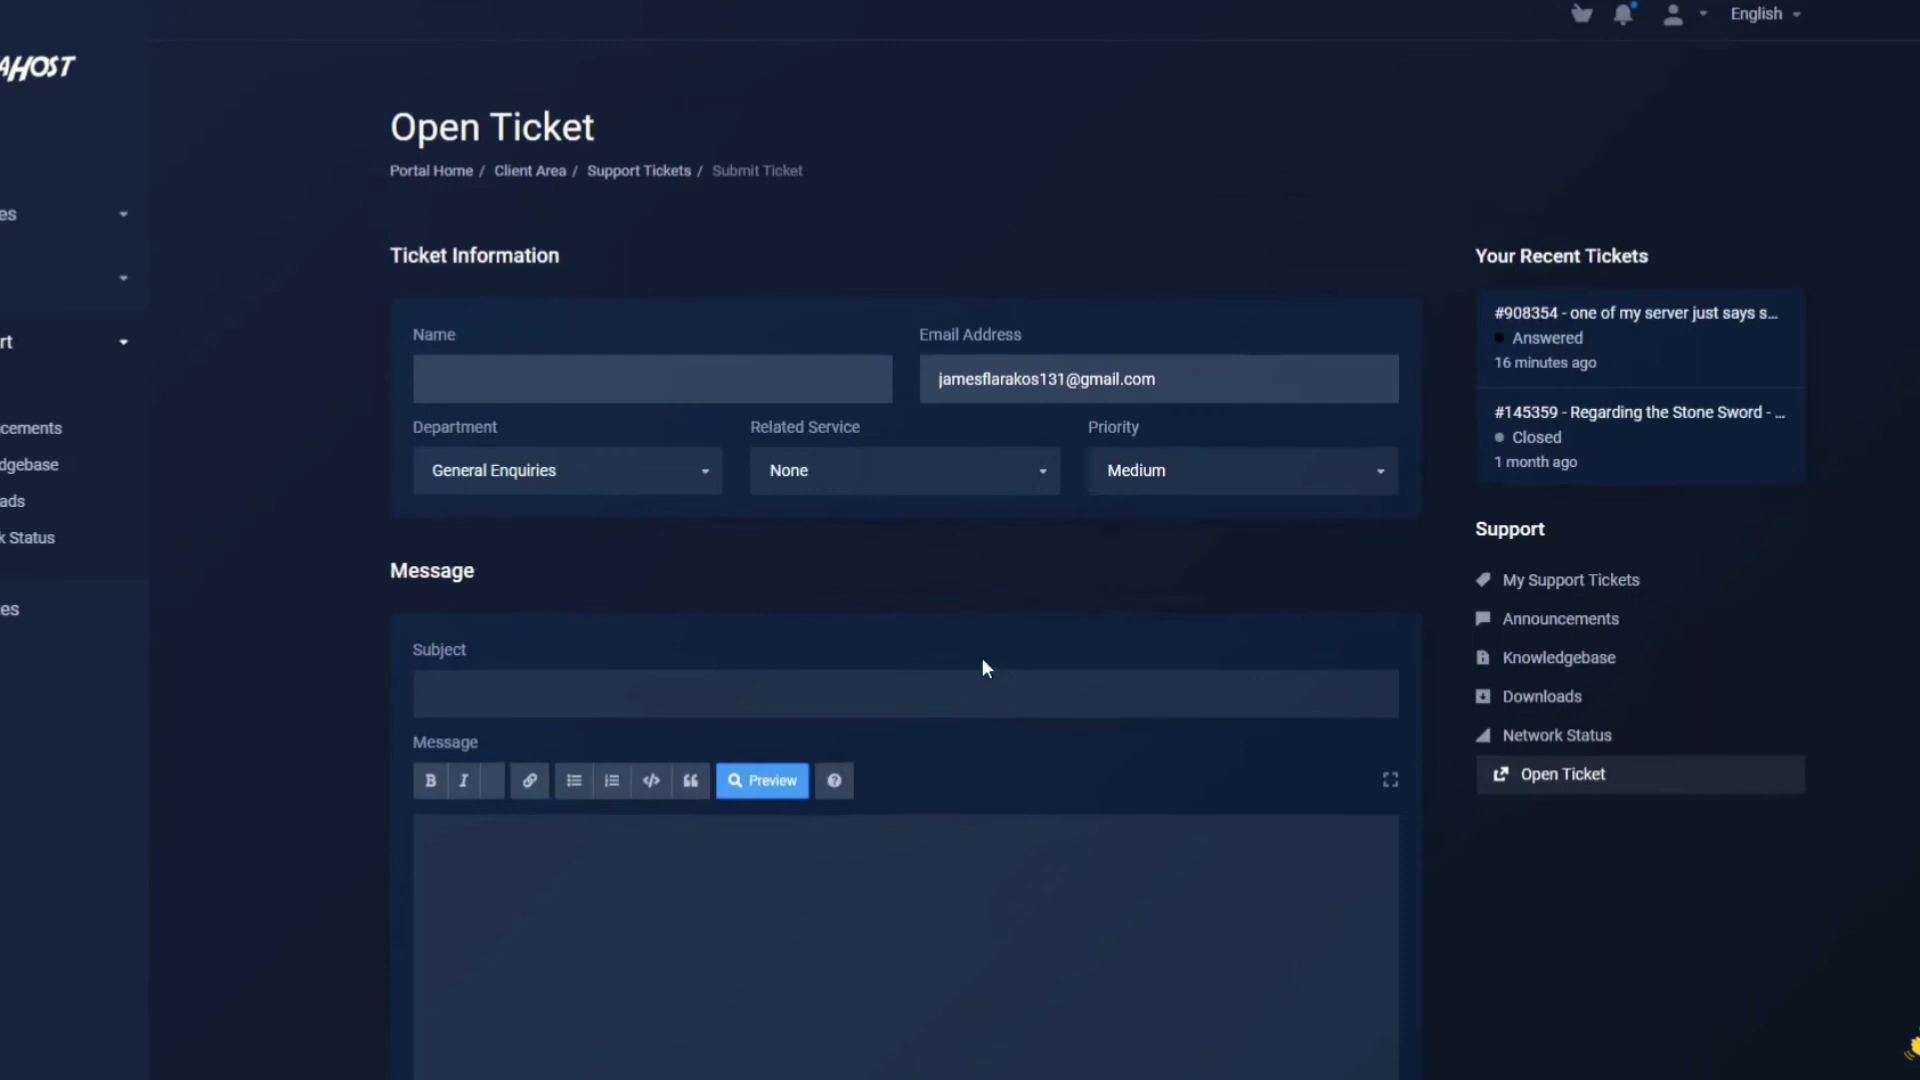 English
AHOST
Open Ticket
Portal Home / Client Area / Support Tickets / Submit Ticket
es
rt
cements
dgebase
ads
k Status
es
Ticket Information
Name
Email Address
jamesflarakos131@gmail.com
Department
Related Service
Priority
General Enquiries
None
Medium
Message
Subject
Message
B I
Preview
Your Recent Tickets
#908354 - one of my server just says s...
Answered
16 minutes ago
#145359 - Regarding the Stone Sword - ...
Closed
1 month ago
Support
My Support Tickets
Announcements
Knowledgebase
Downloads
Network Status
Open Ticket